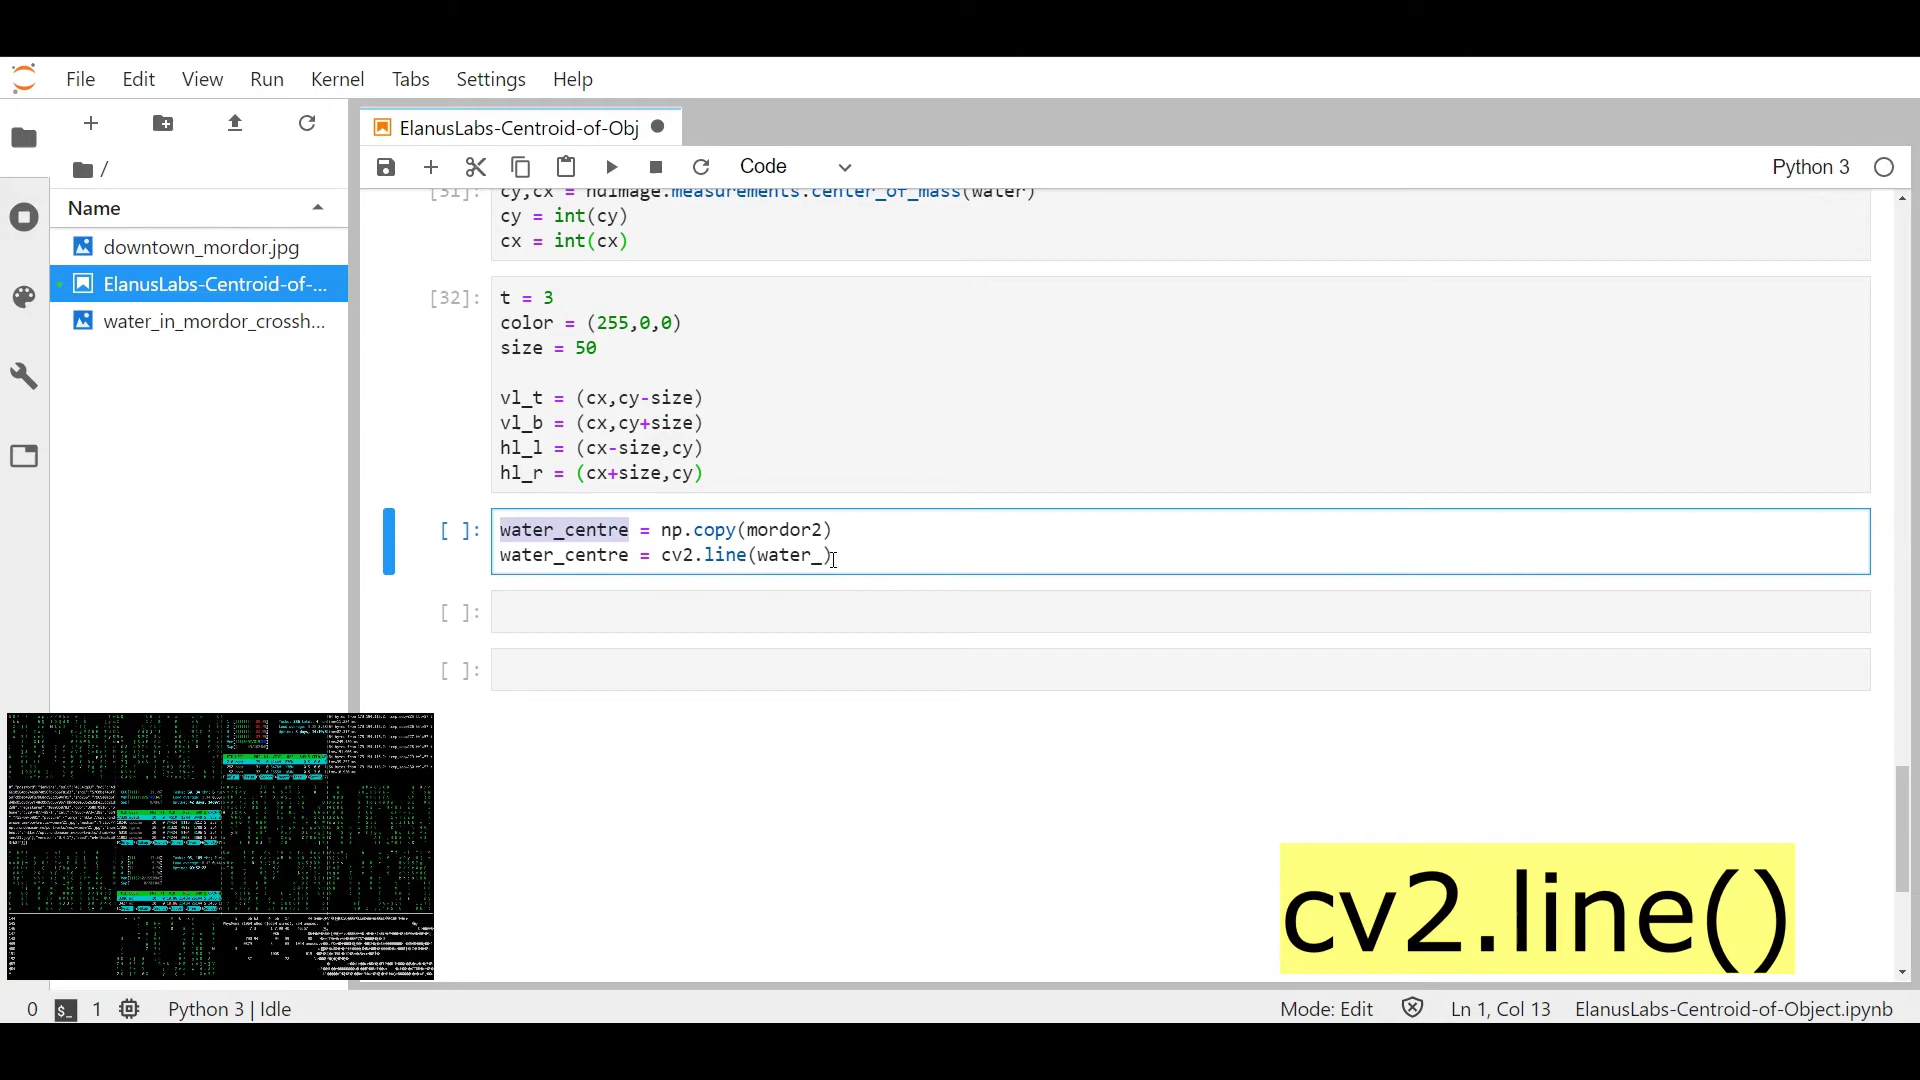 File Edit View Run Kernel Tabs Settings Help
ElanusLabs-Centroid-of-Obj
/
Code
Python 3
Name
downtown_mordor.jpg
ElanusLabs-Centroid-of-...
water_in_mordor_crossh...
[31]: cy,cx = ndimage.measurements.center_of_mass(water)
cy = int(cy)
cx = int(cx)
[32]: t = 3
color = (255,0,0)
size = 50
vl_t = (cx,cy-size)
vl_b = (cx,cy+size)
hl_l = (cx-size,cy)
hl_r = (cx+size,cy)
[ ]: water_centre = np.copy(mordor2)
water_centre = cv2.line(water_)
[ ]:
[ ]:
cv2.line()
0 $_ 1 Python 3 | Idle
Mode: Edit Ln 1, Col 13 ElanusLabs-Centroid-of-Object.ipynb